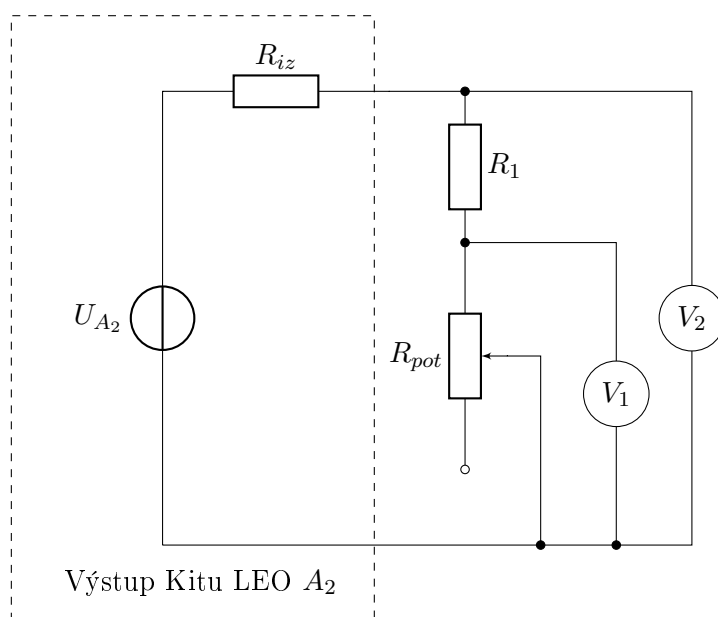 R_{iz}
R_1
U_{A_2}
V_2
R_{pot}
V_1
Výstup Kitu LEO A_2